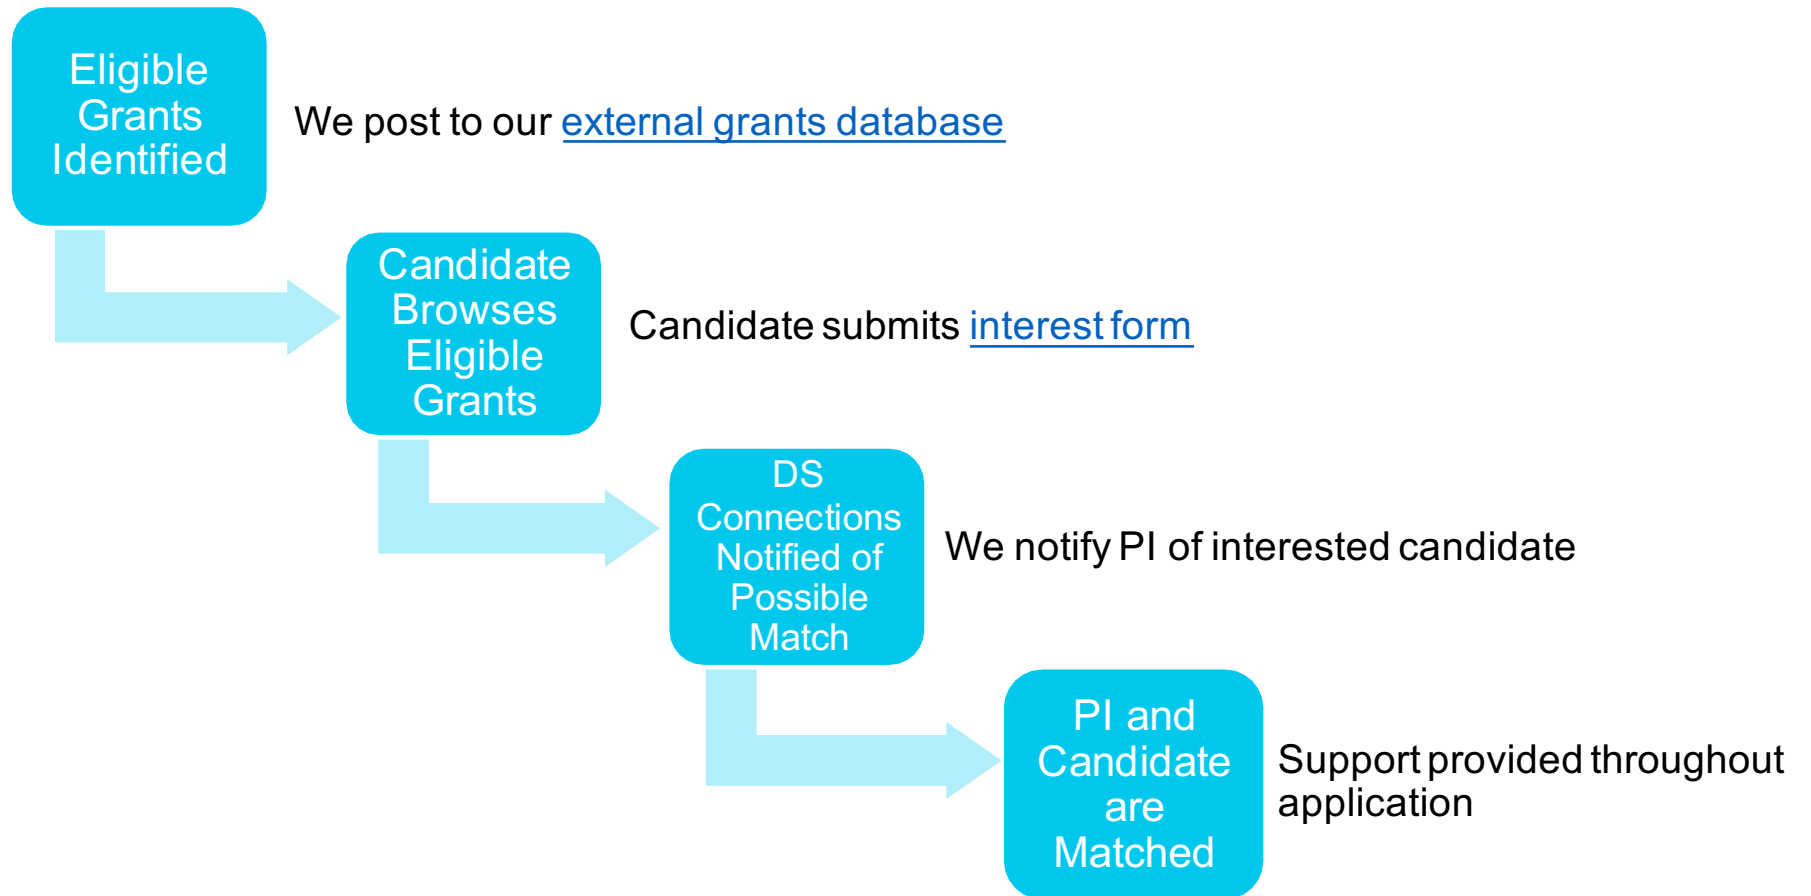 Eligible
Grants
Identified
We post to our external grants database
Candidate
Browses
Eligible
Grants
Candidate submits interest form
DS
Connections
Notified of
Possible
Match
We notify PI of interested candidate
PI and
Candidate
are
Matched
Support provided throughout
application